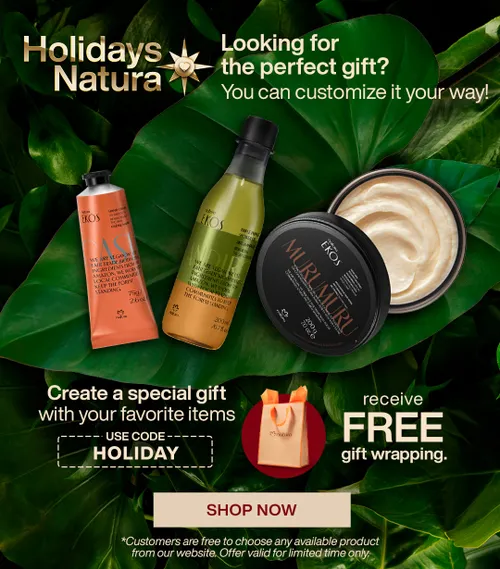 Holidays
Natura
Looking for
the perfect gift?
You can customize it your way!
EKOS
EKOS
EKOS
MURUMURU
200 g
Create a special gift
with your favorite items
USE CODE
HOLIDAY
receive
FREE
gift wrapping.
SHOP NOW
*Customers are free to choose any available product
from our website. Offer valid for limited time only.